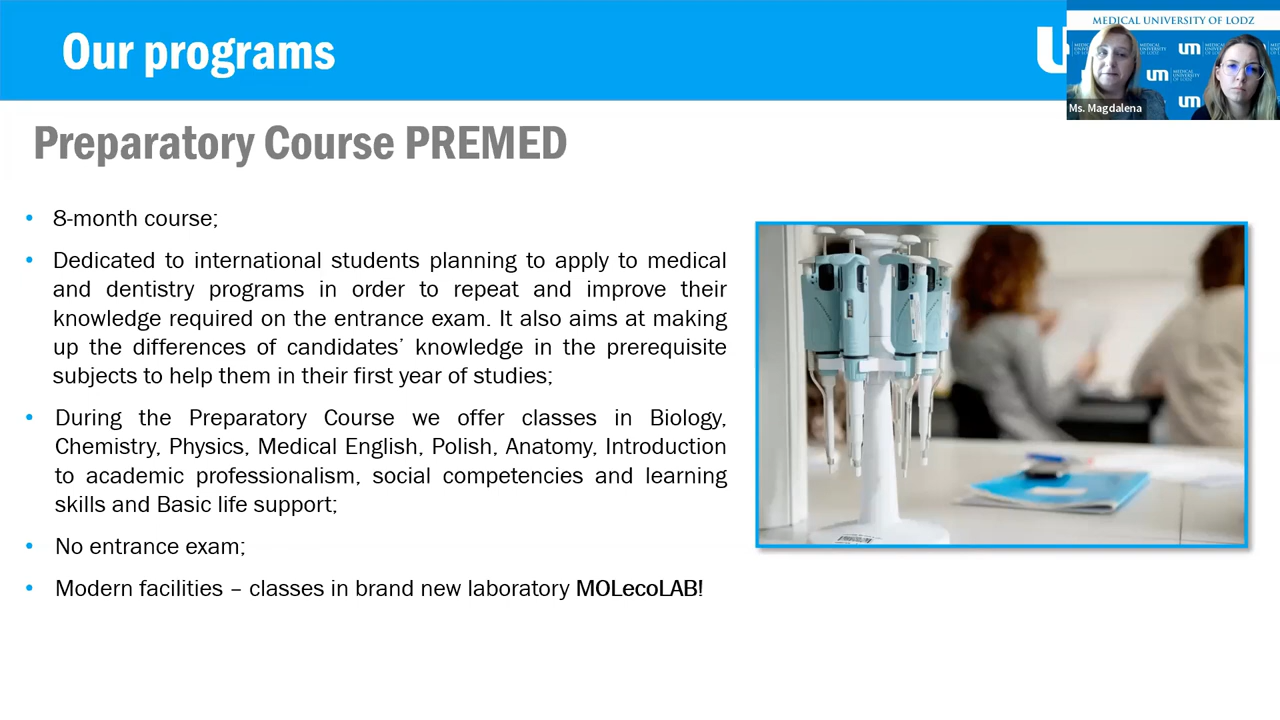 Our programs
um
MEDICAL UNIVERSITY OF LODZ
um
um
um
Ms. Magdalena
Preparatory Course PREMED
• 8-month course;
• Dedicated to international students planning to apply to medical
and dentistry programs in order to repeat and improve their
knowledge required on the entrance exam. It also aims at making
up the differences of candidates’ knowledge in the prerequisite
subjects to help them in their first year of studies;
• During the Preparatory Course we offer classes in Biology,
Chemistry, Physics, Medical English, Polish, Anatomy, Introduction
to academic professionalism, social competencies and learning
skills and Basic life support;
• No entrance exam;
• Modern facilities – classes in brand new laboratory MOLecoLAB!